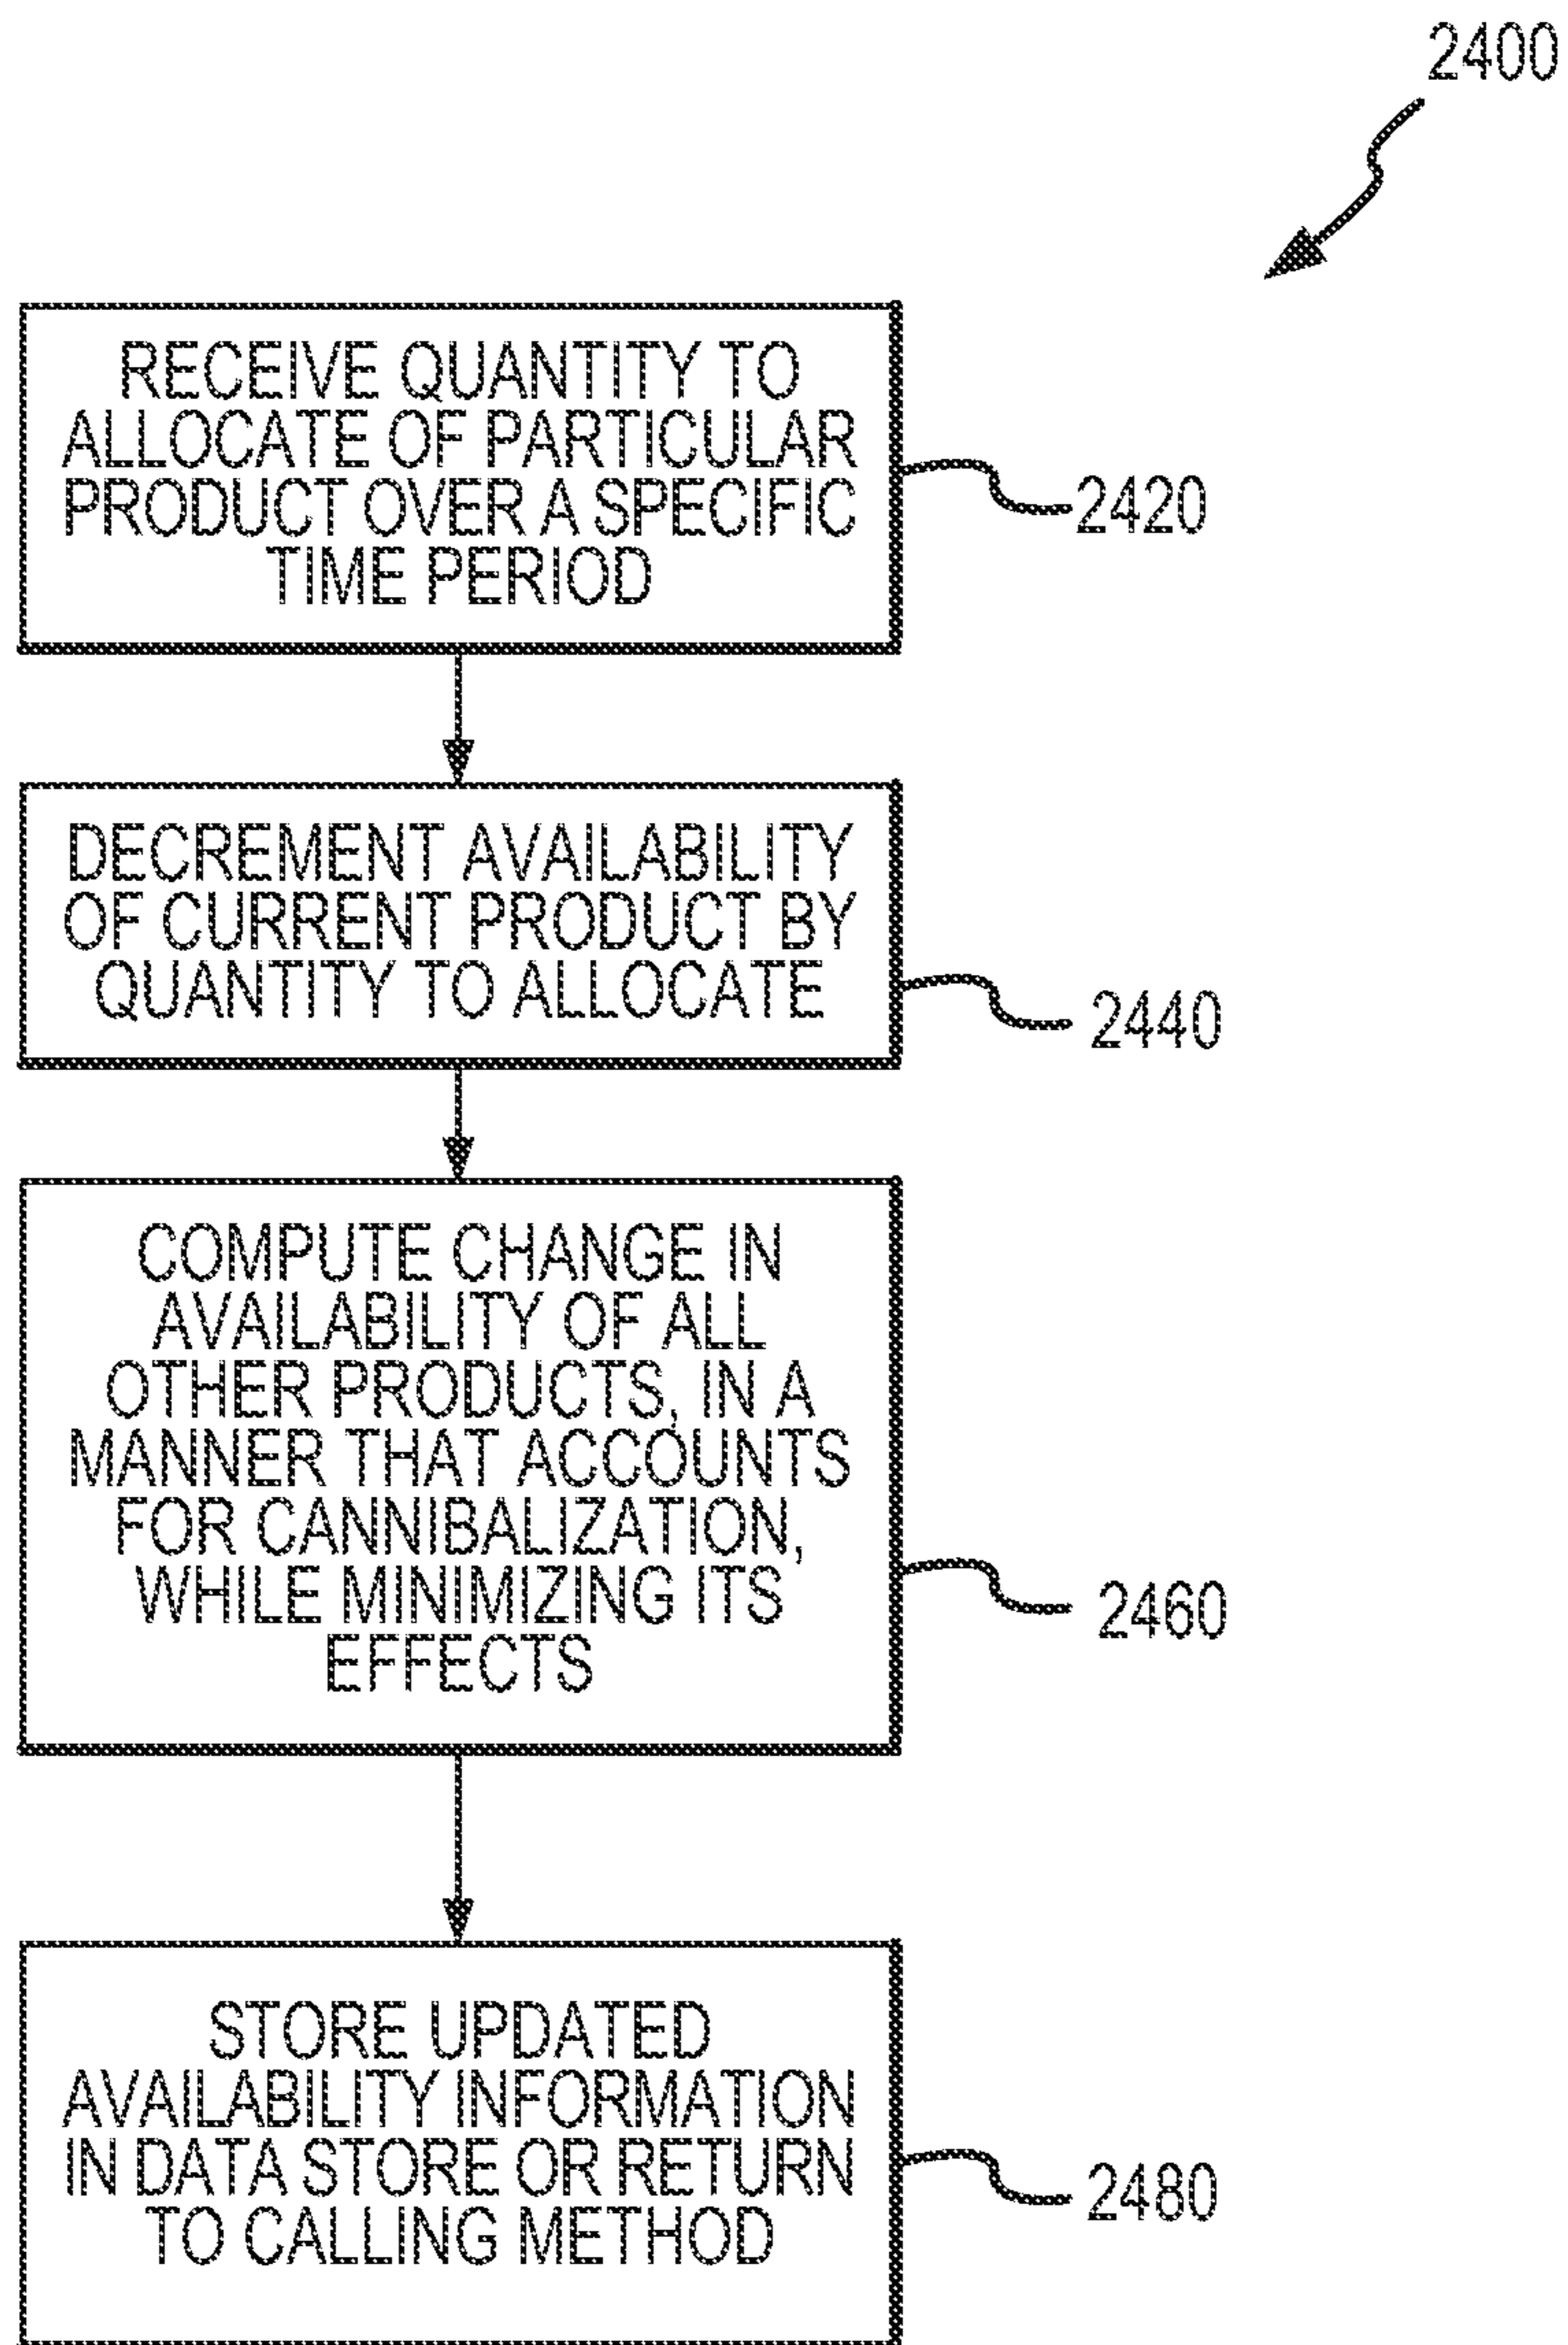 2400
RECEIVE QUANTITY TO
ALLOCATE OF PARTICULAR
PRODUCT OVER A SPECIFIC
TIME PERIOD
2420
DECREMENT AVAILABILITY
OF CURRENT PRODUCT BY
QUANTITY TO ALLOCATE
2440
COMPUTE CHANGE IN
AVAILABILITY OF ALL
OTHER PRODUCTS, IN A
MANNER THAT ACCOUNTS
FOR CANNIBALIZATION,
WHILE MINIMIZING ITS
EFFECTS
2460
STORE UPDATED
AVAILABILITY INFORMATION
IN DATA STORE OR RETURN
TO CALLING METHOD
2480